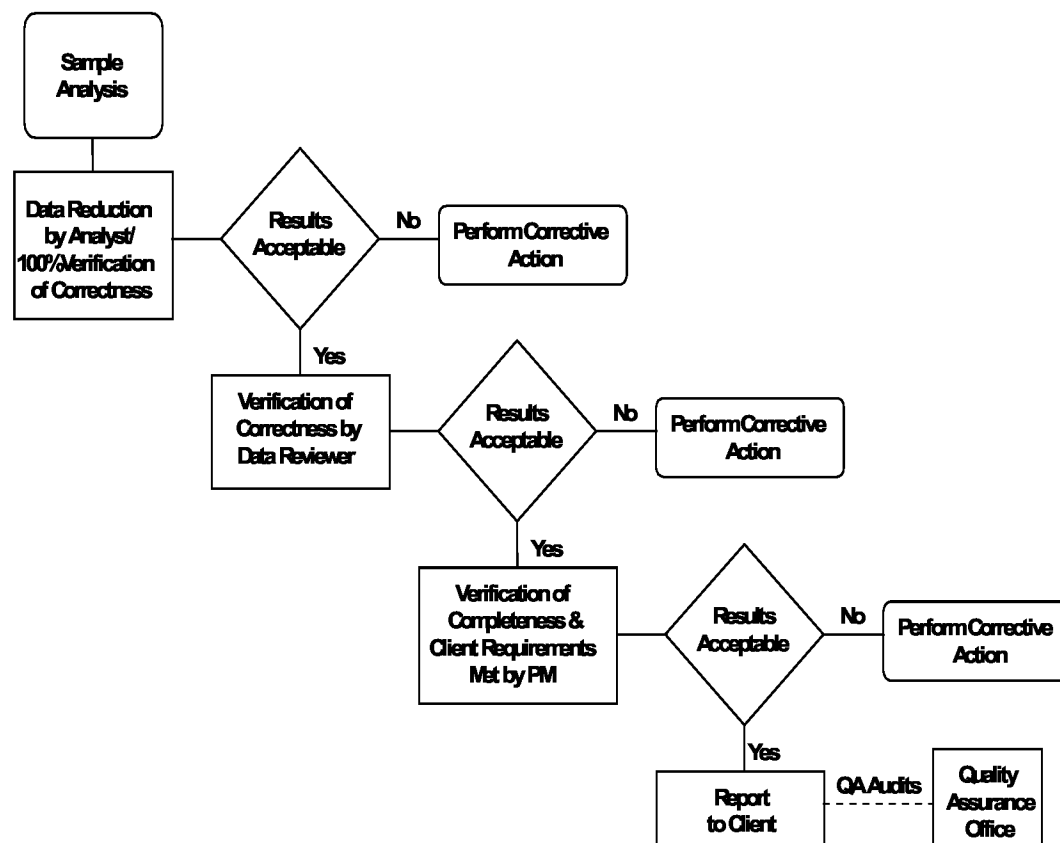 Sample
Analysis
Data Reduction
by Analyst/
100%Verification
of Correctness
Results
Acceptable
No
Perform Corrective
Action
Yes
Verification of
Correctness by
Data Reviewer
Results
Acceptable
No
Perform Corrective
Action
Yes
Verification of
Completeness &
Client Requirements
Met by PM
Results
Acceptable
No
Perform Corrective
Action
Yes
Report
to Client
QA Audits
Quality
Assurance
Office